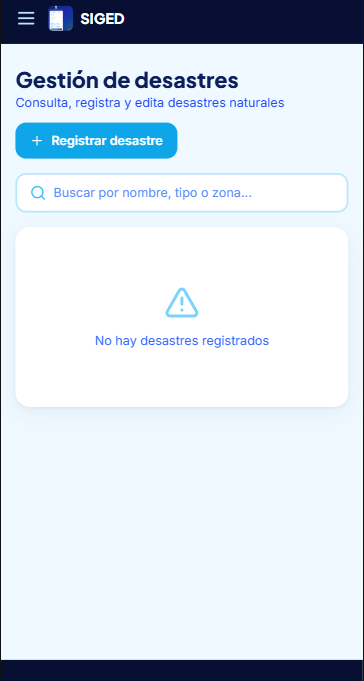 SIGED
Gestión de desastres
Consulta, registra y edita desastres naturales
+ Registrar desastre
Buscar por nombre, tipo o zona...
No hay desastres registrados